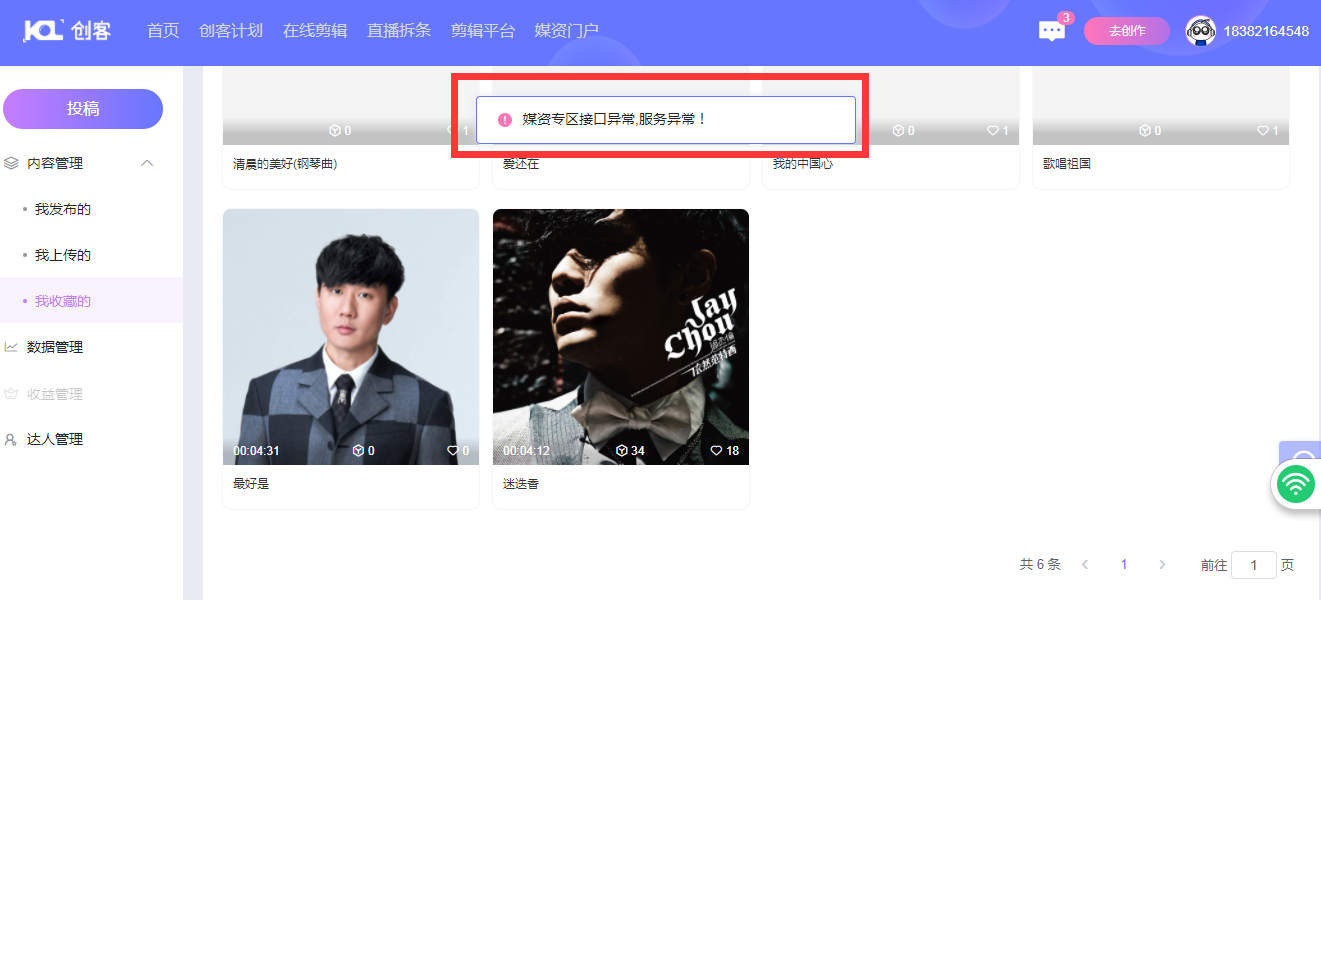 创客
首页 创客计划 在线剪辑 直播拆条 剪辑平台 媒资门户
3
去创作
18382164548
投稿
内容管理
我发布的
我上传的
我收藏的
数据管理
收益管理
达人管理
媒资专区接口异常,服务异常！
0 1
0 1
0 1
清晨的美好(钢琴曲)
爱还在
我的中国心
歌唱祖国
00:04:31 0 0
最好是
Jay
Chou
周杰伦
依然范特西
00:04:12 34 18
迷迭香
共 6 条 1 前往 1 页